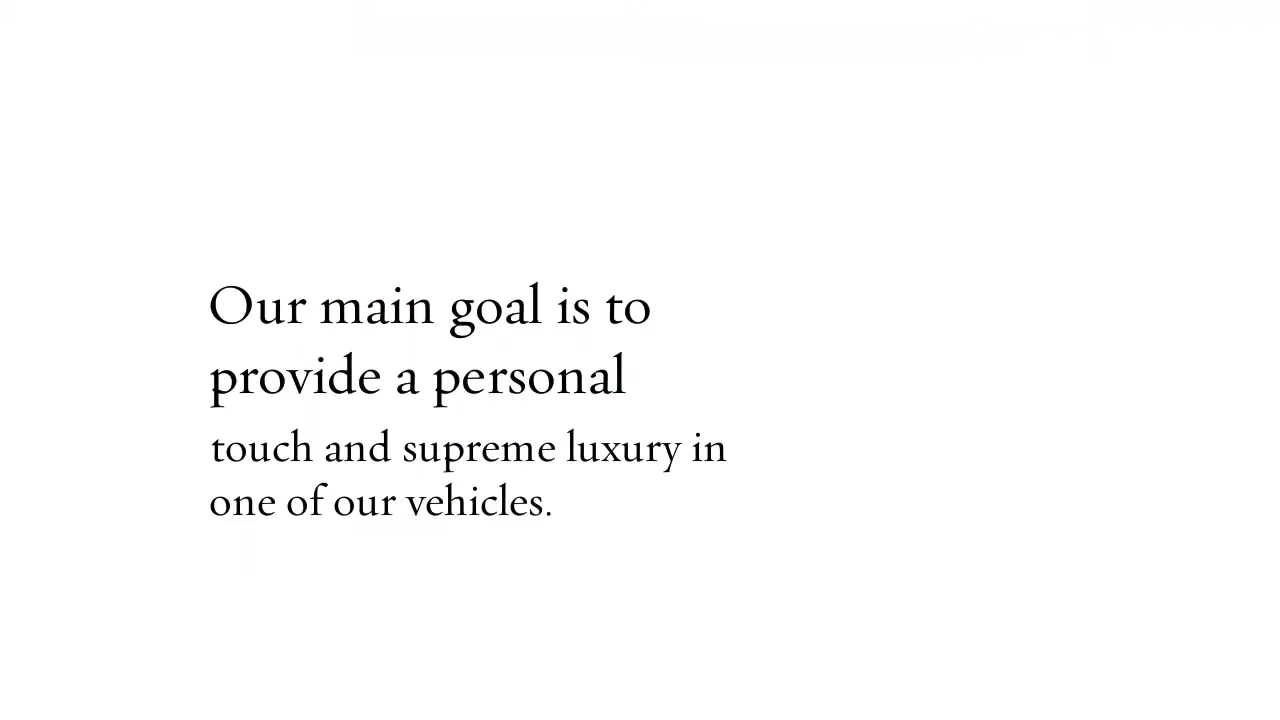 Our main goal is to
provide a personal
touch and supreme luxury in
one of our vehicles.